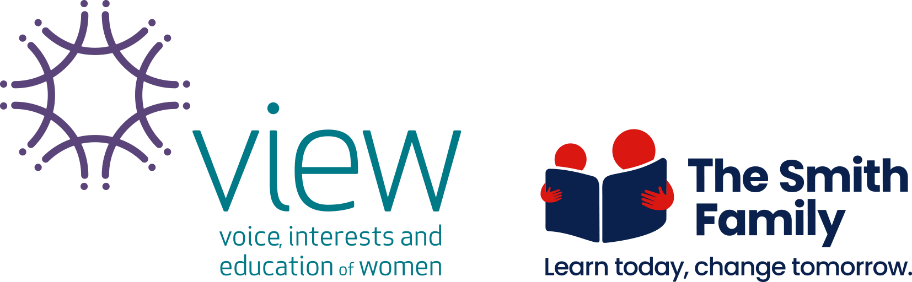 view
voice, interests and
education of women
The Smith
Family
Learn today, change tomorrow.